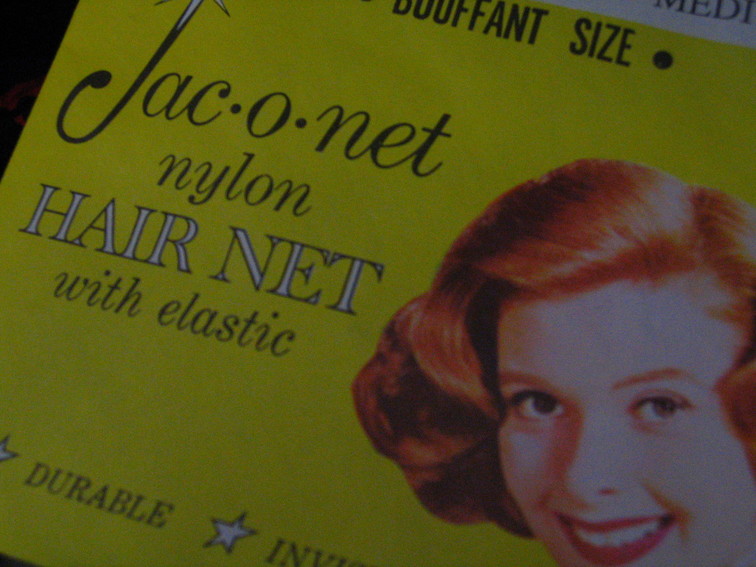 BOUFFANT SIZE •
Jac·o·net
nylon
HAIR NET
with elastic
DURABLE